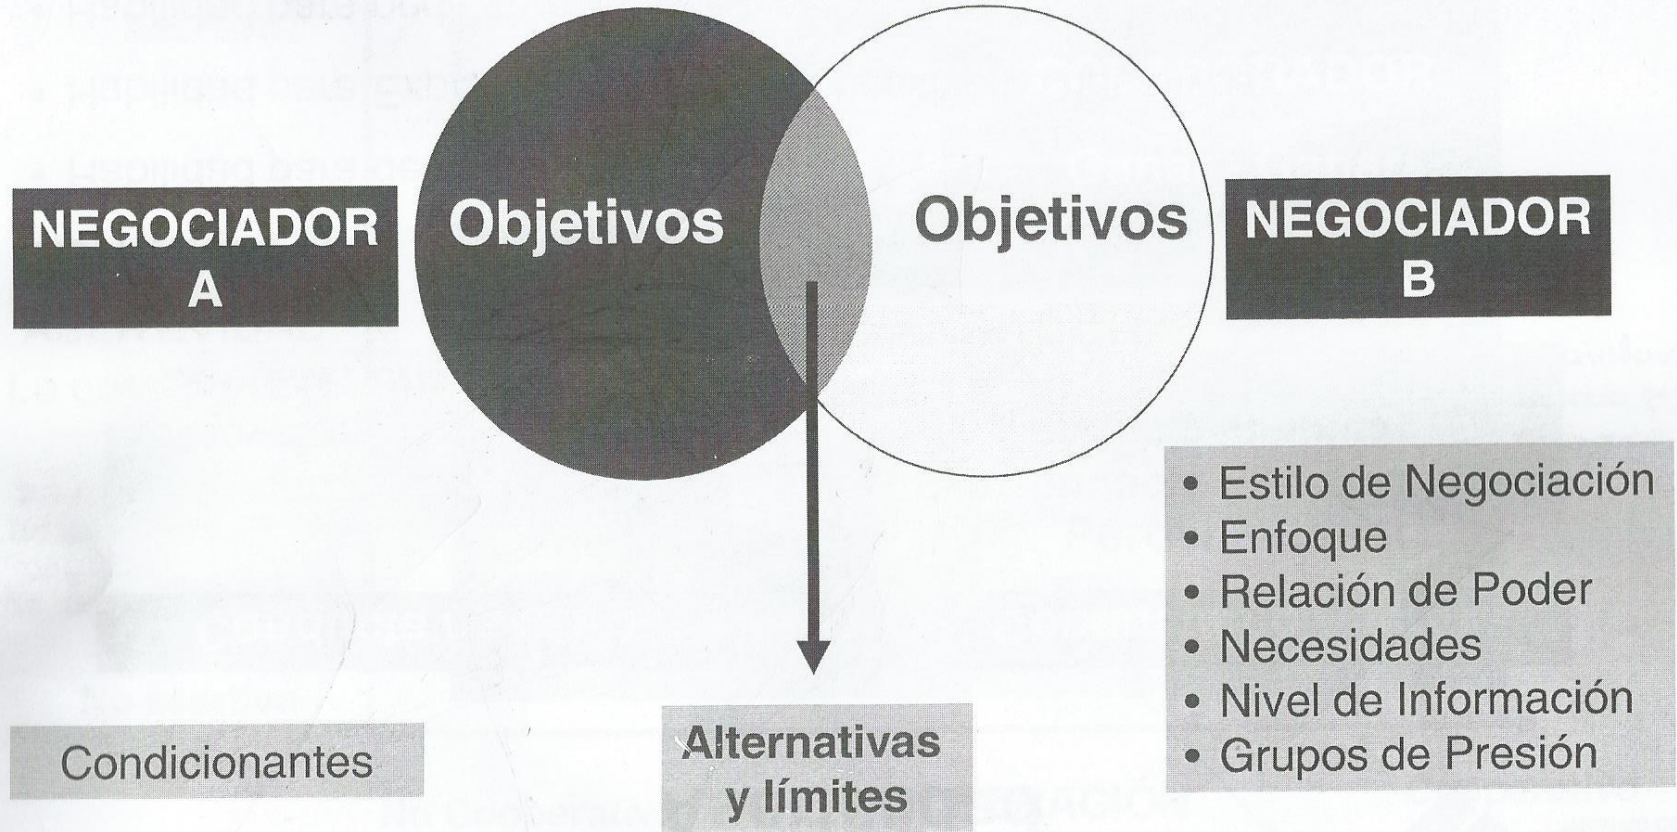 NEGOCIADOR
A
Objetivos
Objetivos
NEGOCIADOR
B
• Estilo de Negociación
• Enfoque
• Relación de Poder
• Necesidades
• Nivel de Información
• Grupos de Presión
Condicionantes
Alternativas
y límites